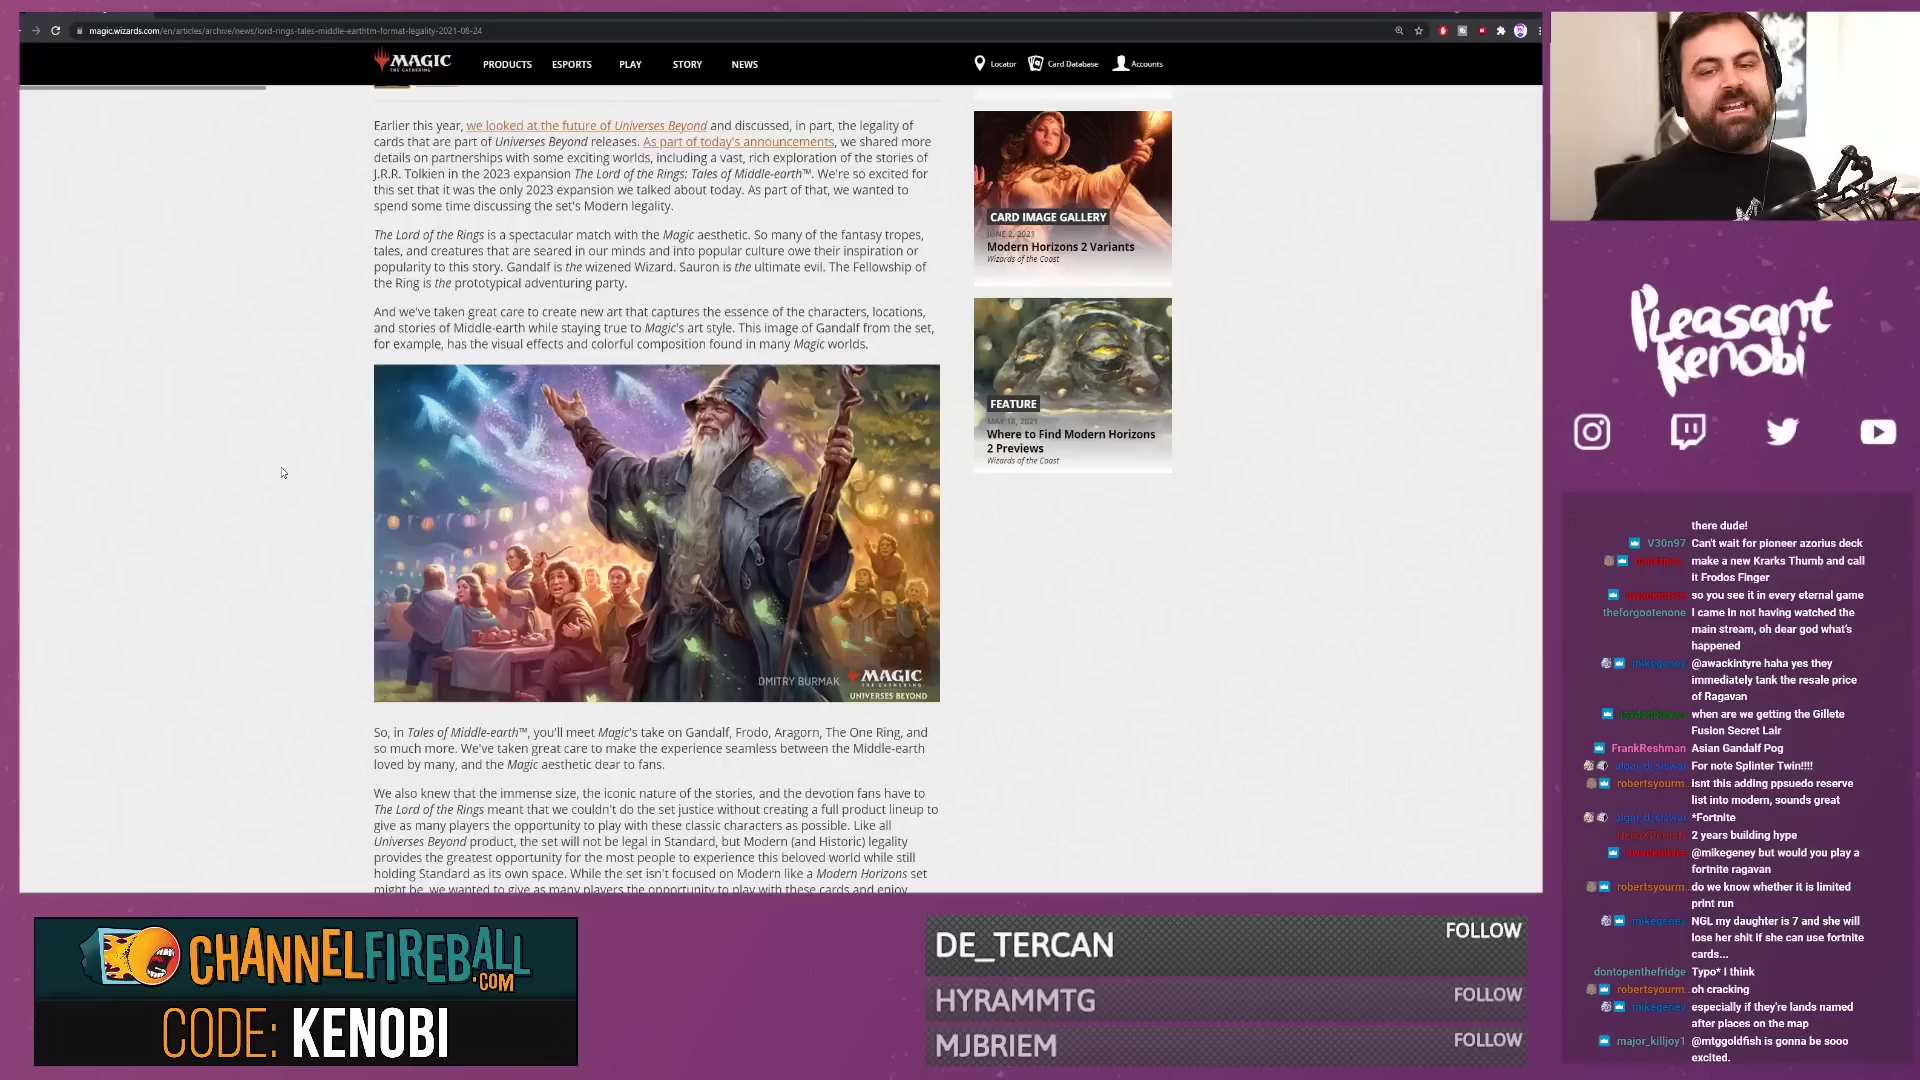 magic.wizards.com/en/articles/archive/news/lord-rings-tales-middle-earthtm-format-legality-2021-08-24
MAGIC
THE GATHERING
PRODUCTS
ESPORTS
PLAY
STORY
NEWS
Locator
Card Database
Accounts
Earlier this year, we looked at the future of Universes Beyond and discussed, in part, the legality of
cards that are part of Universes Beyond releases. As part of today's announcements, we shared more
details on partnerships with some exciting worlds, including a vast, rich exploration of the stories of
J.R.R. Tolkien in the 2023 expansion The Lord of the Rings: Tales of Middle-earth™. We're so excited for
this set that it was the only 2023 expansion we talked about today. As part of that, we wanted to
spend some time discussing the set's Modern legality.
The Lord of the Rings is a spectacular match with the Magic aesthetic. So many of the fantasy tropes,
tales, and creatures that are seared in our minds and into popular culture owe their inspiration or
popularity to this story. Gandalf is the wizened Wizard. Sauron is the ultimate evil. The Fellowship of
the Ring is the prototypical adventuring party.
And we've taken great care to create new art that captures the essence of the characters, locations,
and stories of Middle-earth while staying true to Magic's art style. This image of Gandalf from the set,
for example, has the visual effects and colorful composition found in many Magic worlds.
DMITRY BURMAK
MAGIC
THE GATHERING
UNIVERSES BEYOND
So, in Tales of Middle-earth™, you'll meet Magic's take on Gandalf, Frodo, Aragorn, The One Ring, and
so much more. We've taken great care to make the experience seamless between the Middle-earth
loved by many, and the Magic aesthetic dear to fans.
We also knew that the immense size, the iconic nature of the stories, and the devotion fans have to
The Lord of the Rings meant that we couldn't do the set justice without creating a full product lineup to
give as many players the opportunity to play with these classic characters as possible. Like all
Universes Beyond product, the set will not be legal in Standard, but Modern (and Historic) legality
provides the greatest opportunity for the most people to experience this beloved world while still
holding Standard as its own space. While the set isn't focused on Modern like a Modern Horizons set
might be, we wanted to give as many players the opportunity to play with these cards and enjoy
CARD IMAGE GALLERY
JUNE 2, 2021
Modern Horizons 2 Variants
Wizards of the Coast
FEATURE
MAY 18, 2021
Where to Find Modern Horizons
2 Previews
Wizards of the Coast
Pleasant
Kenobi
there dude!
V30n97 Can't wait for pioneer azorius deck
make a new Krarks Thumb and call
it Frodos Finger
awackintyre so you see it in every eternal game
theforgootenone I came in not having watched the
main stream, oh dear god what's
happened
mikegeney @awackintyre haha yes they
immediately tank the resale price
of Ragavan
when are we getting the Gillete
Fusion Secret Lair
FrankReshman Asian Gandalf Pog
algai_d_siswai For note Splinter Twin!!!!
robertsyourm.. isnt this adding ppsuedo reserve
list into modern, sounds great
algai_d_siswai *Fortnite
2 years building hype
awackintyre @mikegeney but would you play a
fortnite ragavan
robertsyourm.. do we know whether it is limited
print run
mikegeney NGL my daughter is 7 and she will
lose her shit if she can use fortnite
cards...
dontopenthefridge Typo* I think
robertsyourm.. oh cracking
mikegeney especially if they're lands named
after places on the map
major_killjoy1 @mtggoldfish is gonna be sooo
excited.
CHANNELFIREBALL
.COM
CODE: KENOBI
DE_TERCAN FOLLOW
HYRAMMTG FOLLOW
MJBRIEM FOLLOW